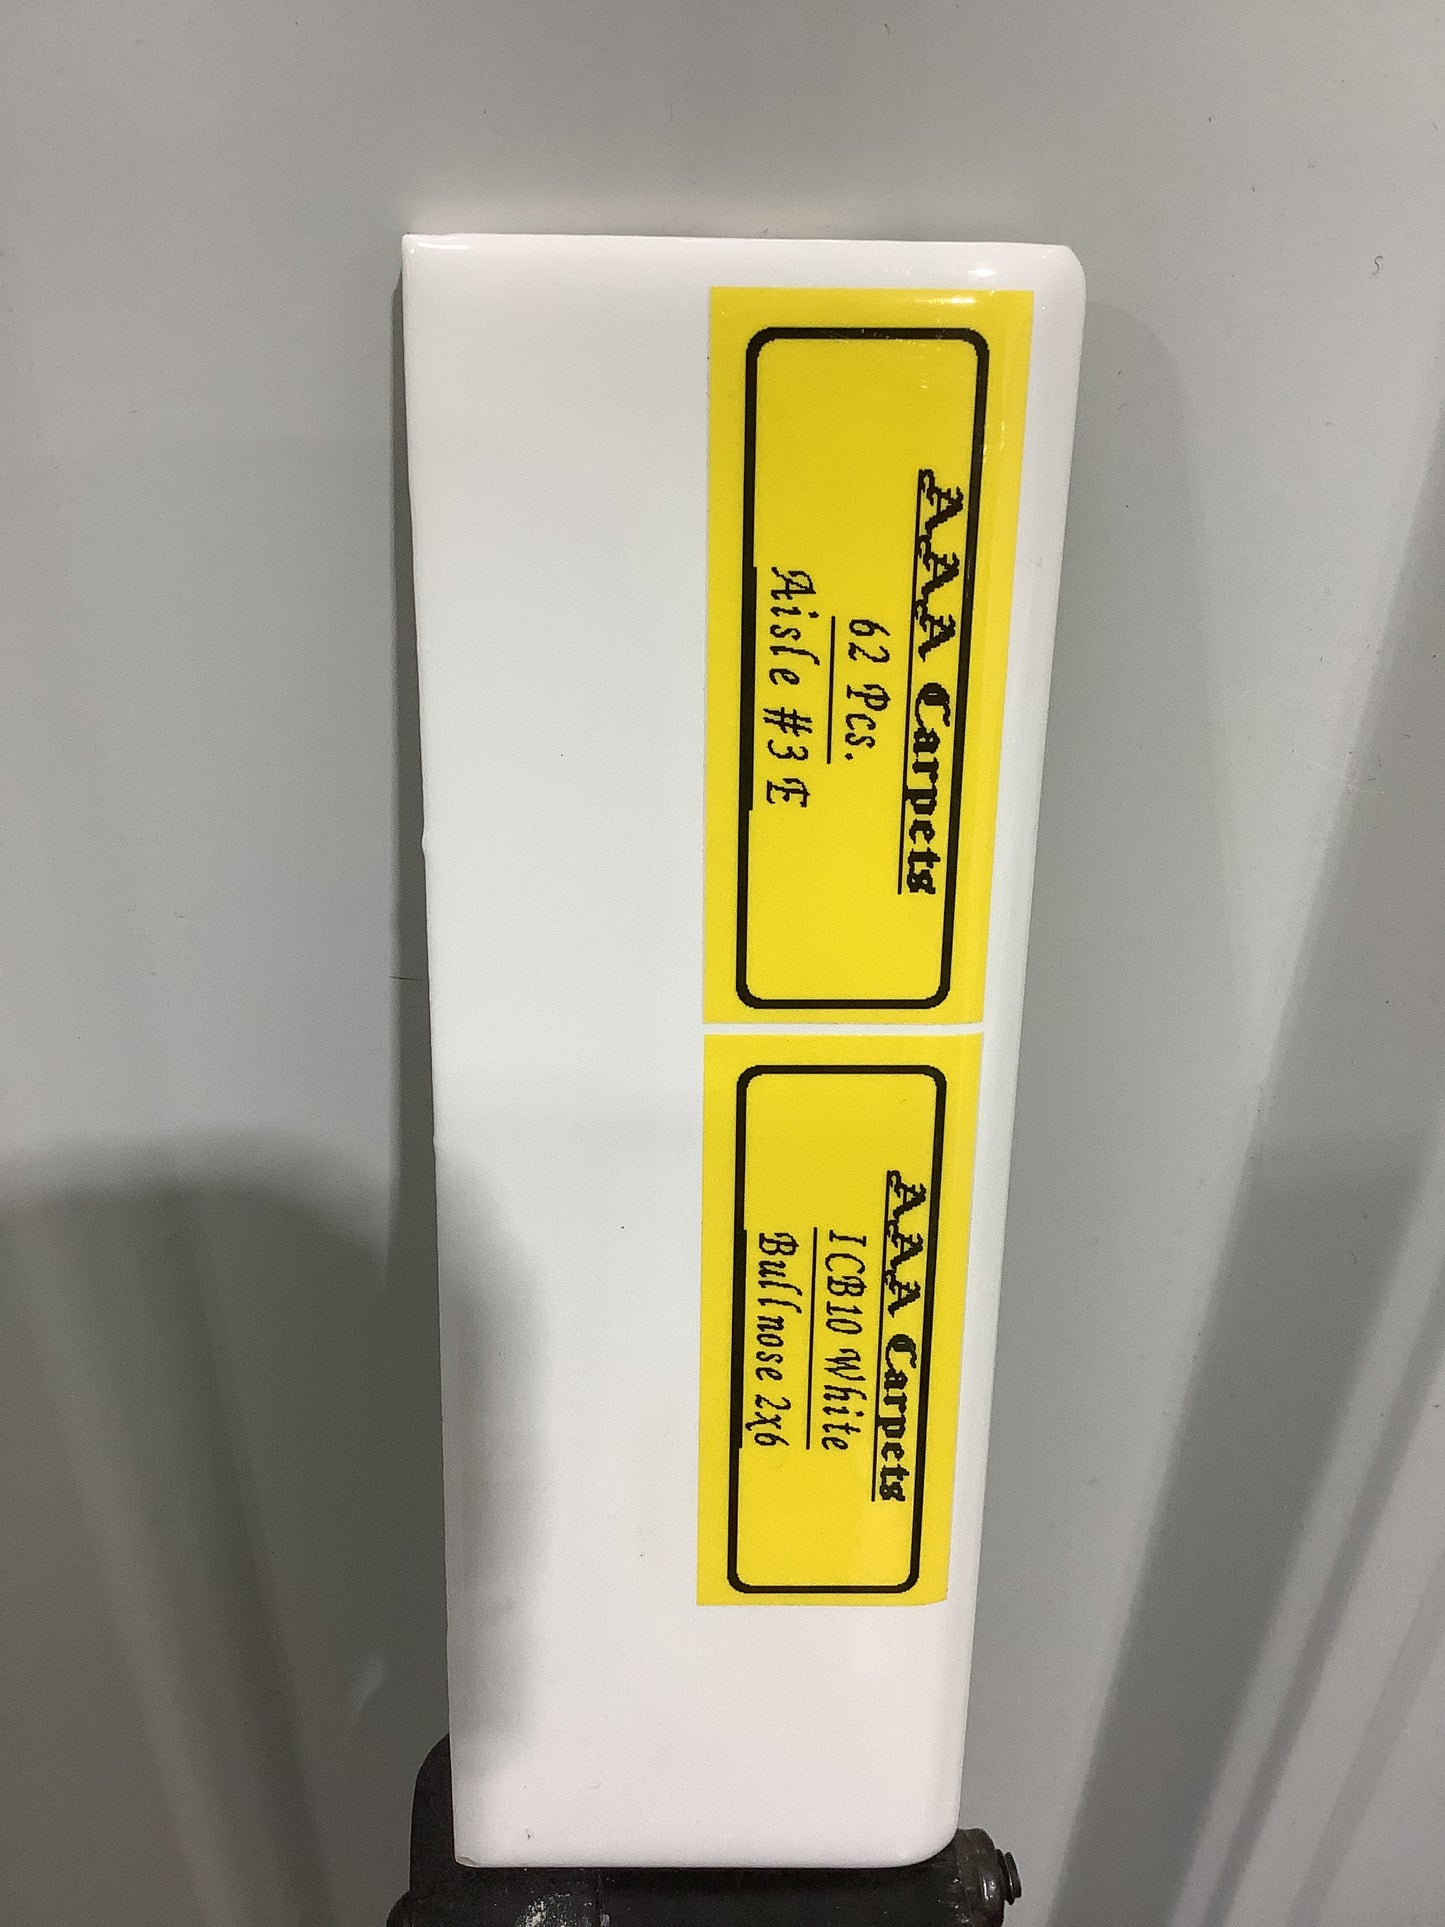 AAA Carpets
62 Pcs.
Aisle #3 E
AAA Carpets
ICB10 White
Bullnose 2x6